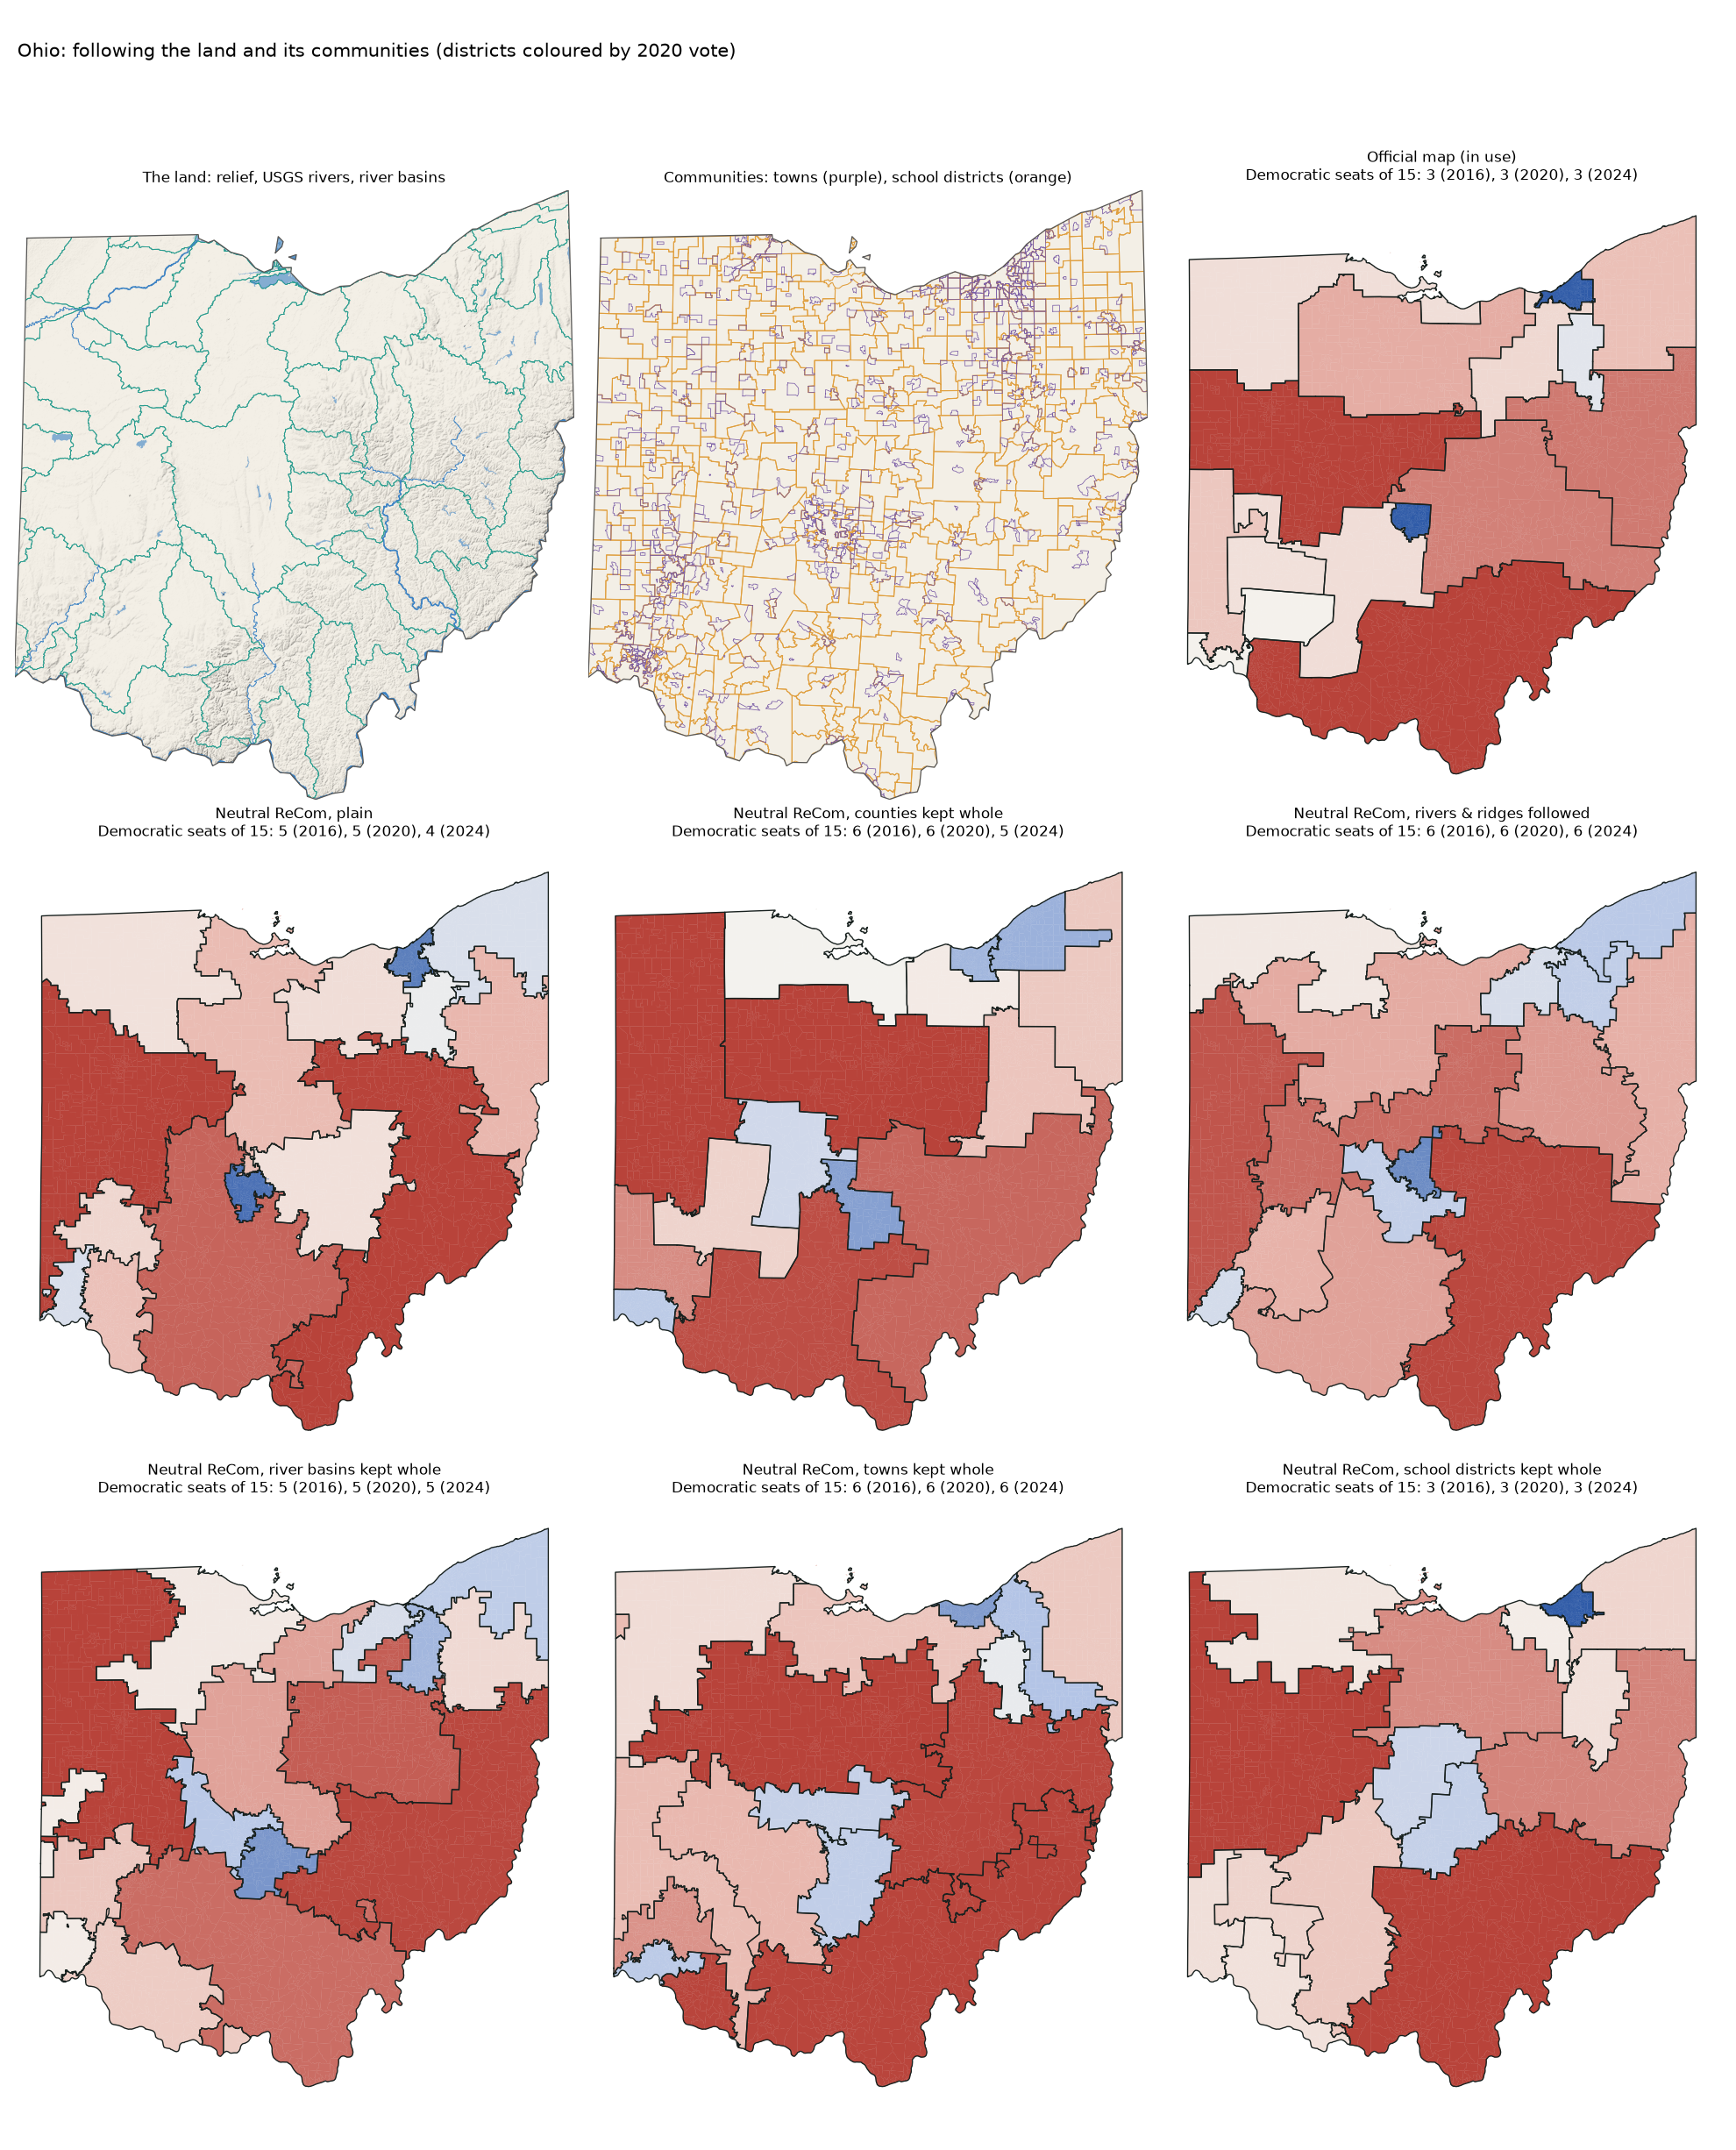 Ohio: following the land and its communities (districts coloured by 2020 vote)
The land: relief, USGS rivers, river basins
Communities: towns (purple), school districts (orange)
Official map (in use)
Democratic seats of 15: 3 (2016), 3 (2020), 3 (2024)
Neutral ReCom, plain
Democratic seats of 15: 5 (2016), 5 (2020), 4 (2024)
Neutral ReCom, counties kept whole
Democratic seats of 15: 6 (2016), 6 (2020), 5 (2024)
Neutral ReCom, rivers & ridges followed
Democratic seats of 15: 6 (2016), 6 (2020), 6 (2024)
Neutral ReCom, river basins kept whole
Democratic seats of 15: 5 (2016), 5 (2020), 5 (2024)
Neutral ReCom, towns kept whole
Democratic seats of 15: 6 (2016), 6 (2020), 6 (2024)
Neutral ReCom, school districts kept whole
Democratic seats of 15: 3 (2016), 3 (2020), 3 (2024)